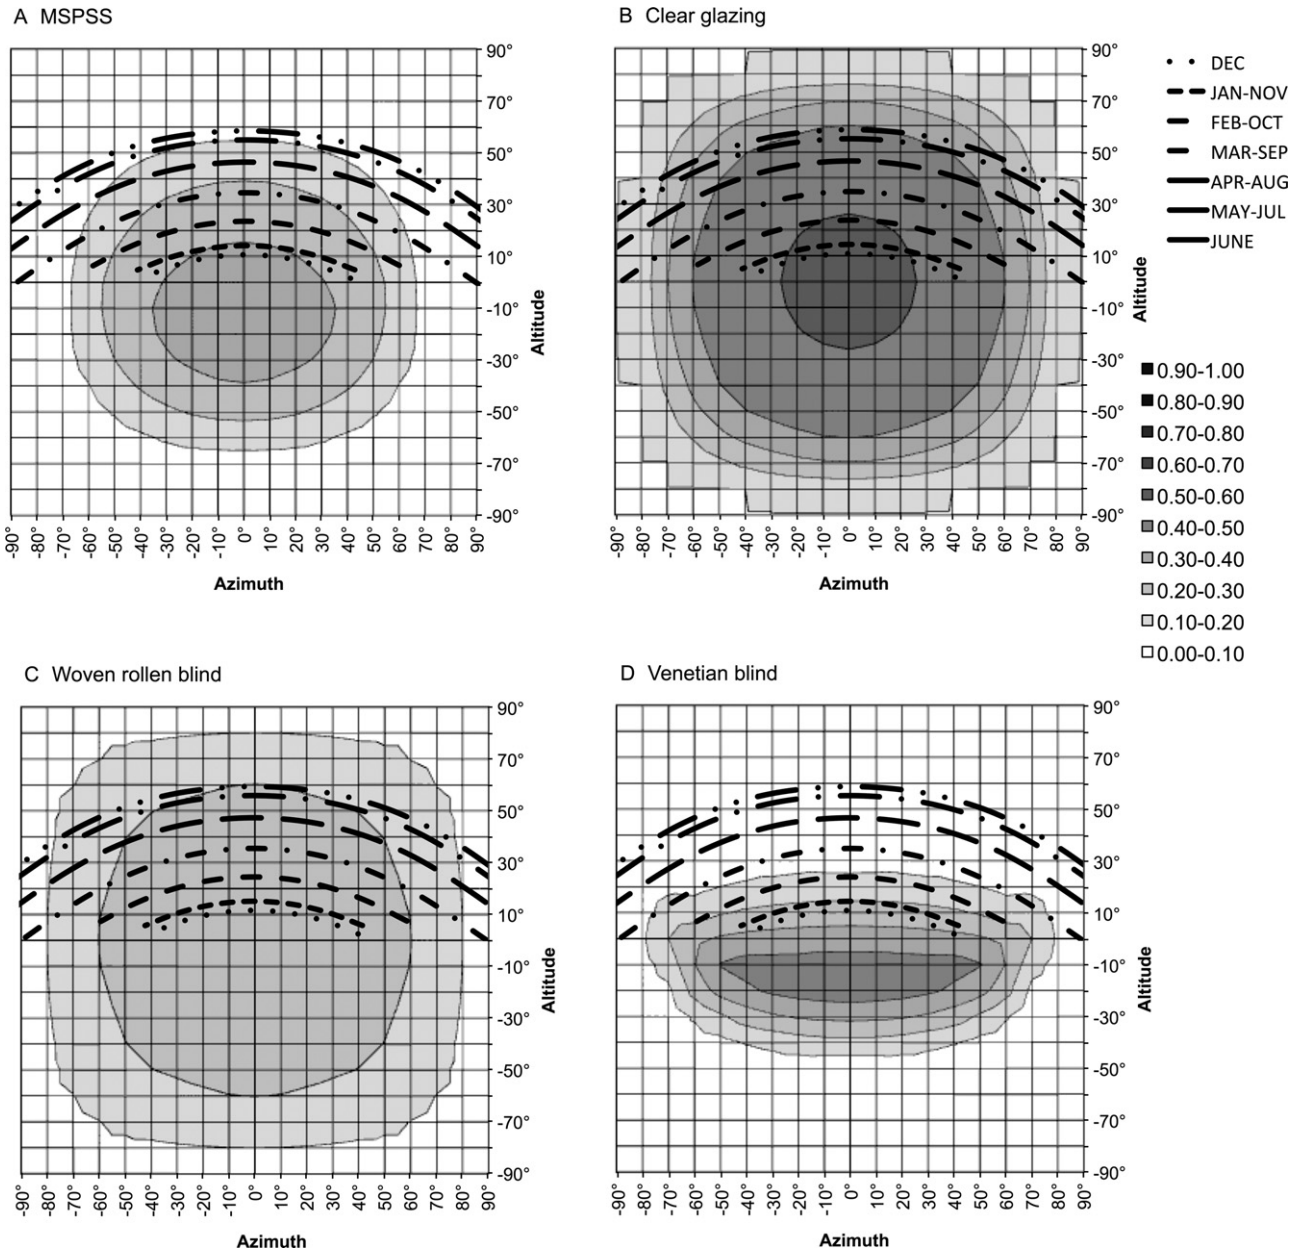 A MSPSS
90°
70°
50°
30°
10°
-10°
-30°
-50°
-70°
-90°
Altitude
-90° -80° -70° -60° -50° -40° -30° -20° -10° 0° 10° 20° 30° 40° 50° 60° 70° 80° 90°
Azimuth
B Clear glazing
90°
70°
50°
30°
10°
-10°
-30°
-50°
-70°
-90°
Altitude
-90° -80° -70° -60° -50° -40° -30° -20° -10° 0° 10° 20° 30° 40° 50° 60° 70° 80° 90°
Azimuth
DEC
JAN-NOV
FEB-OCT
MAR-SEP
APR-AUG
MAY-JUL
JUNE
0.90-1.00
0.80-0.90
0.70-0.80
0.60-0.70
0.50-0.60
0.40-0.50
0.30-0.40
0.20-0.30
0.10-0.20
0.00-0.10
C Woven rollen blind
90°
70°
50°
30°
10°
-10°
-30°
-50°
-70°
-90°
Altitude
-90° -80° -70° -60° -50° -40° -30° -20° -10° 0° 10° 20° 30° 40° 50° 60° 70° 80° 90°
Azimuth
D Venetian blind
90°
70°
50°
30°
10°
-10°
-30°
-50°
-70°
-90°
Altitude
-90° -80° -70° -60° -50° -40° -30° -20° -10° 0° 10° 20° 30° 40° 50° 60° 70° 80° 90°
Azimuth